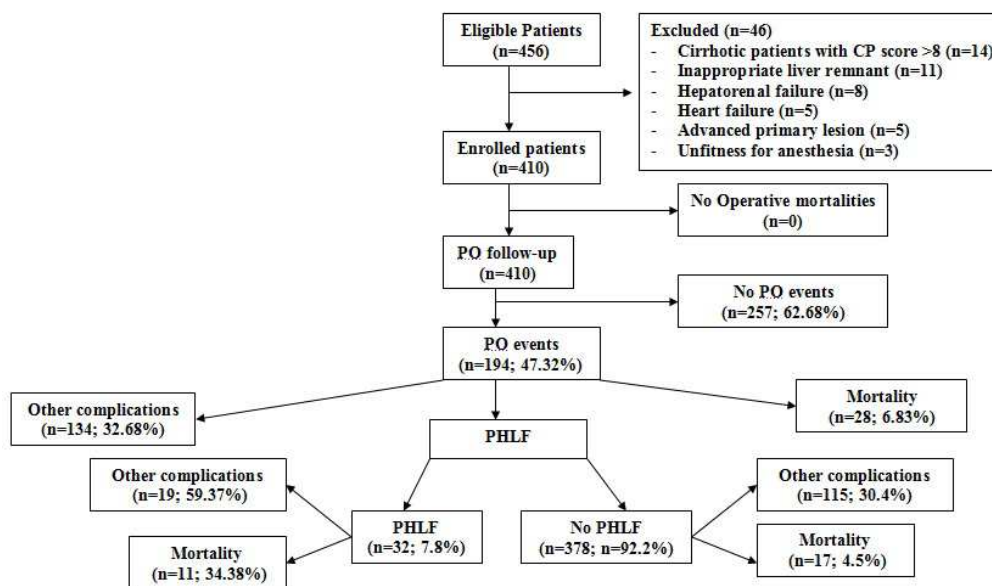 Eligible Patients
(n=456)
Excluded (n=46)
- Cirrhotic patients with CP score >8 (n=14)
- Inappropriate liver remnant (n=11)
- Hepatorenal failure (n=8)
- Heart failure (n=5)
- Advanced primary lesion (n=5)
- Unfitness for anesthesia (n=3)
Enrolled patients
(n=410)
No Operative mortalities
(n=0)
PO follow-up
(n=410)
No PO events
(n=257; 62.68%)
PO events
(n=194; 47.32%)
Other complications
(n=134; 32.68%)
Mortality
(n=28; 6.83%)
PHLF
Other complications
(n=19; 59.37%)
Other complications
(n=115; 30.4%)
PHLF
(n=32; 7.8%)
No PHLF
(n=378; n=92.2%)
Mortality
(n=11; 34.38%)
Mortality
(n=17; 4.5%)